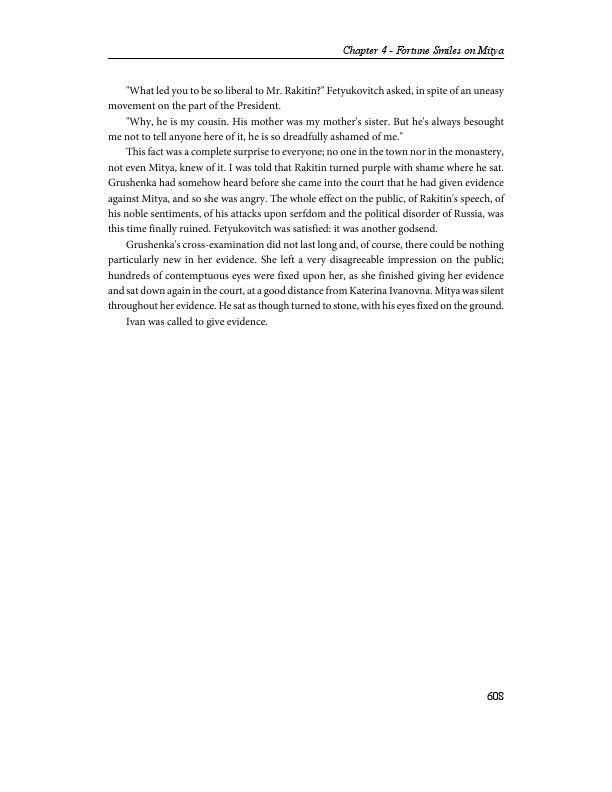 Chapter 4 - Fortune Smiles on Mitya
"What led you to be so liberal to Mr. Rakitin?" Fetyukovitch asked, in spite of an uneasy
movement on the part of the President.
"Why, he is my cousin. His mother was my mother's sister. But he's always besought
me not to tell anyone here of it, he is so dreadfully ashamed of me."
This fact was a complete surprise to everyone; no one in the town nor in the monastery,
not even Mitya, knew of it. I was told that Rakitin turned purple with shame where he sat.
Grushenka had somehow heard before she came into the court that he had given evidence
against Mitya, and so she was angry. The whole effect on the public, of Rakitin's speech, of
his noble sentiments, of his attacks upon serfdom and the political disorder of Russia, was
this time finally ruined. Fetyukovitch was satisfied: it was another godsend.
Grushenka's cross-examination did not last long and, of course, there could be nothing
particularly new in her evidence. She left a very disagreeable impression on the public;
hundreds of contemptuous eyes were fixed upon her, as she finished giving her evidence
and sat down again in the court, at a good distance from Katerina Ivanovna. Mitya was silent
throughout her evidence. He sat as though turned to stone, with his eyes fixed on the ground.
Ivan was called to give evidence.
608